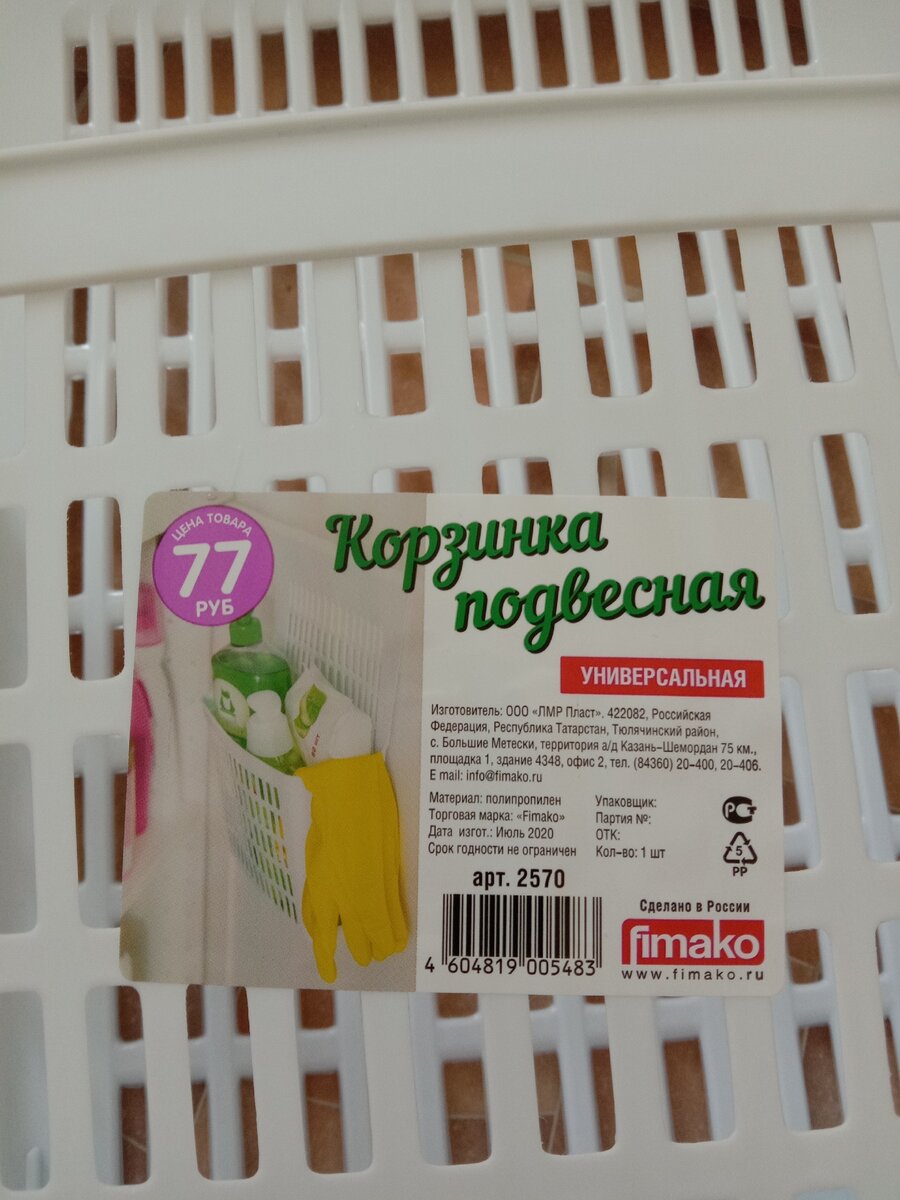 ЦЕНА ТОВАРА
77
РУБ
Корзинка
подвесная
УНИВЕРСАЛЬНАЯ
Изготовитель: ООО «ЛМР Пласт». 422082, Российская
Федерация, Республика Татарстан, Тюлячинский район,
с. Большие Метески, территория а/д Казань–Шемордан 75 км.,
площадка 1, здание 4348, офис 2, тел. (84360) 20–400, 20–406.
E mail: info@fimako.ru
Материал: полипропилен
Торговая марка: «Fimako»
Дата изгот.: Июль 2020
Срок годности не ограничен
Упаковщик:
Партия №:
ОТК:
Кол–во: 1 шт
РСТ
5
PP
арт. 2570
4 604819 005483
Сделано в России
fimako
www.fimako.ru